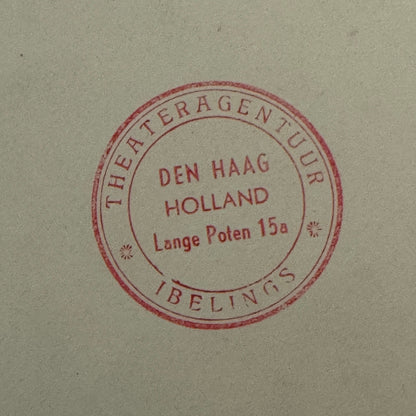 THEATERAGENTUUR
DEN HAAG
HOLLAND
Lange Poten 15a
IBELINGS